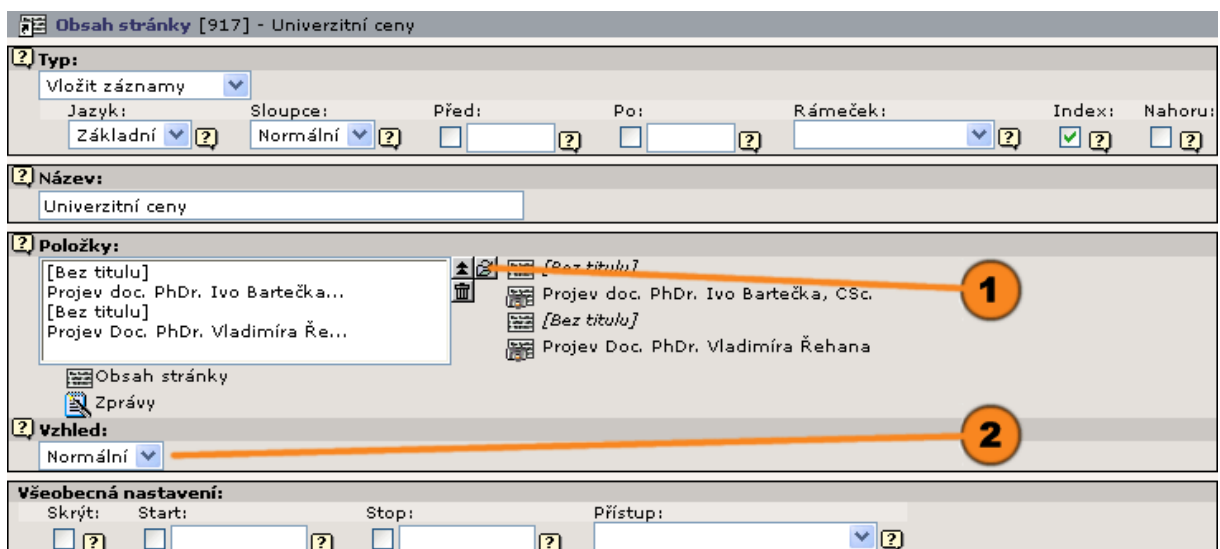 Obsah stránky [917] - Univerzitní ceny
Typ:
Vložit záznamy
Jazyk: Sloupce: Před: Po: Rámeček: Index: Nahoru:
Základní Normální
Název:
Univerzitní ceny
Položky:
[Bez titulu] [Bez titulu]
Projev doc. PhDr. Ivo Bartečka... Projev doc. PhDr. Ivo Bartečka, CSc.
[Bez titulu] [Bez titulu]
Projev Doc. PhDr. Vladimíra Ře... Projev Doc. PhDr. Vladimíra Řehana
1
Obsah stránky
Zprávy
Vzhled:
Normální
2
Všeobecná nastavení:
Skrýt: Start: Stop: Přístup: